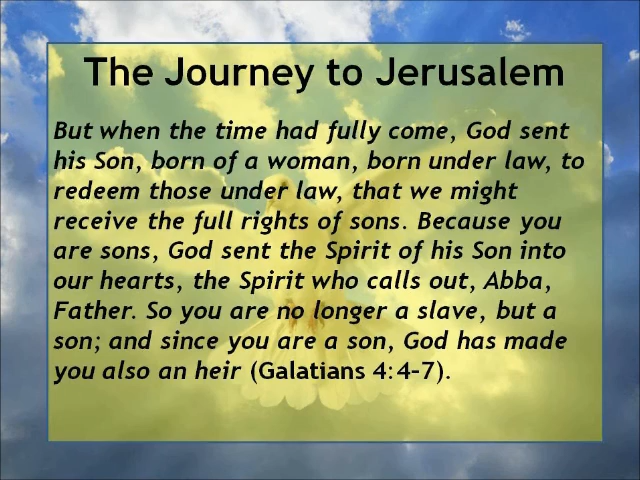 The Journey to Jerusalem
But when the time had fully come, God sent
his Son, born of a woman, born under law, to
redeem those under law, that we might
receive the full rights of sons. Because you
are sons, God sent the Spirit of his Son into
our hearts, the Spirit who calls out, Abba,
Father. So you are no longer a slave, but a
son; and since you are a son, God has made
you also an heir (Galatians 4:4–7).